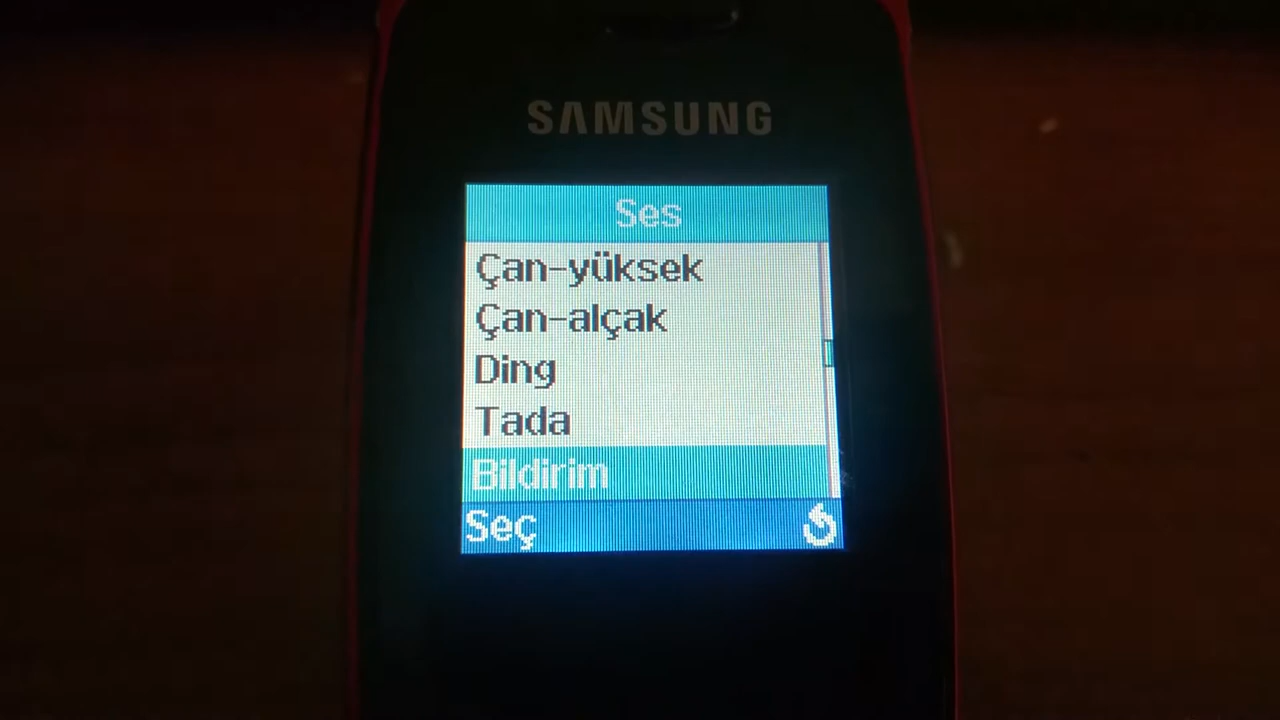 SAMSUNG
Ses
Çan-yüksek
Çan-alçak
Ding
Tada
Bildirim
Seç